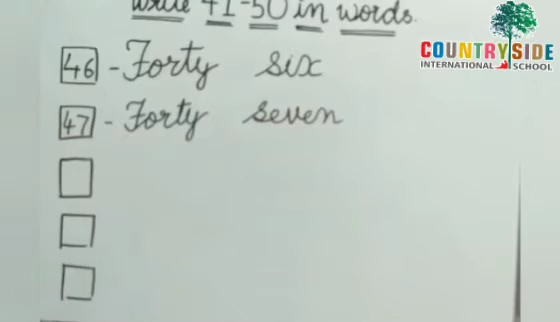 Write 41-50 in words.
46 - Forty six
47 - Forty seven
COUNTRYSIDE
INTERNATIONAL SCHOOL